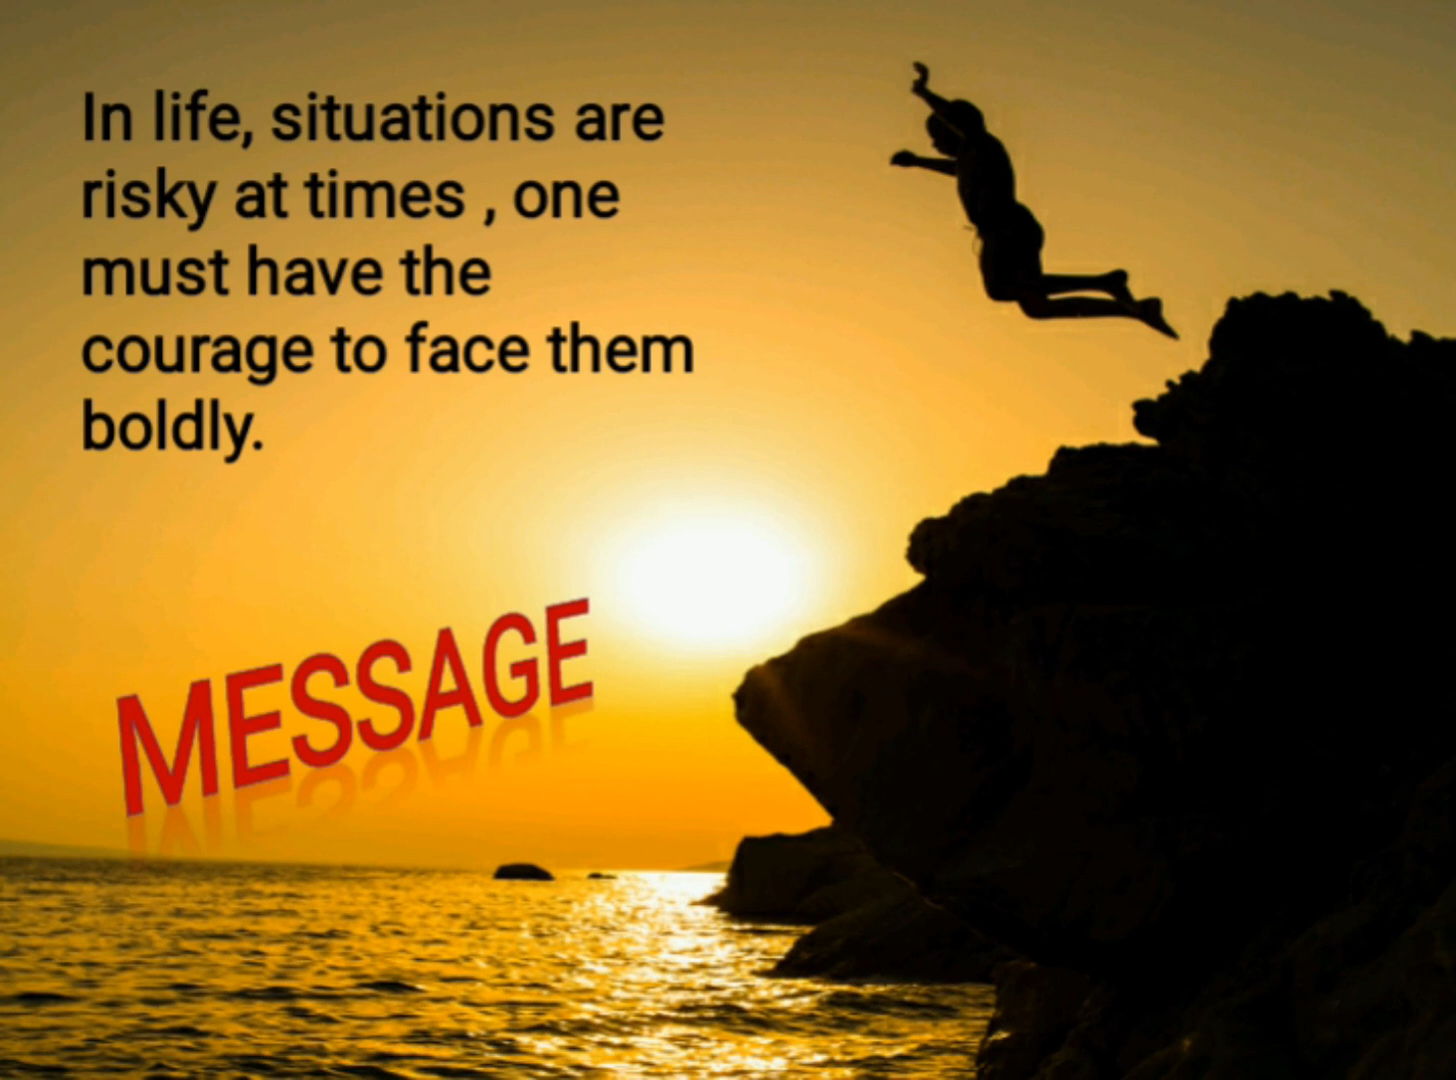 In life, situations are
risky at times , one
must have the
courage to face them
boldly.
MESSAGE